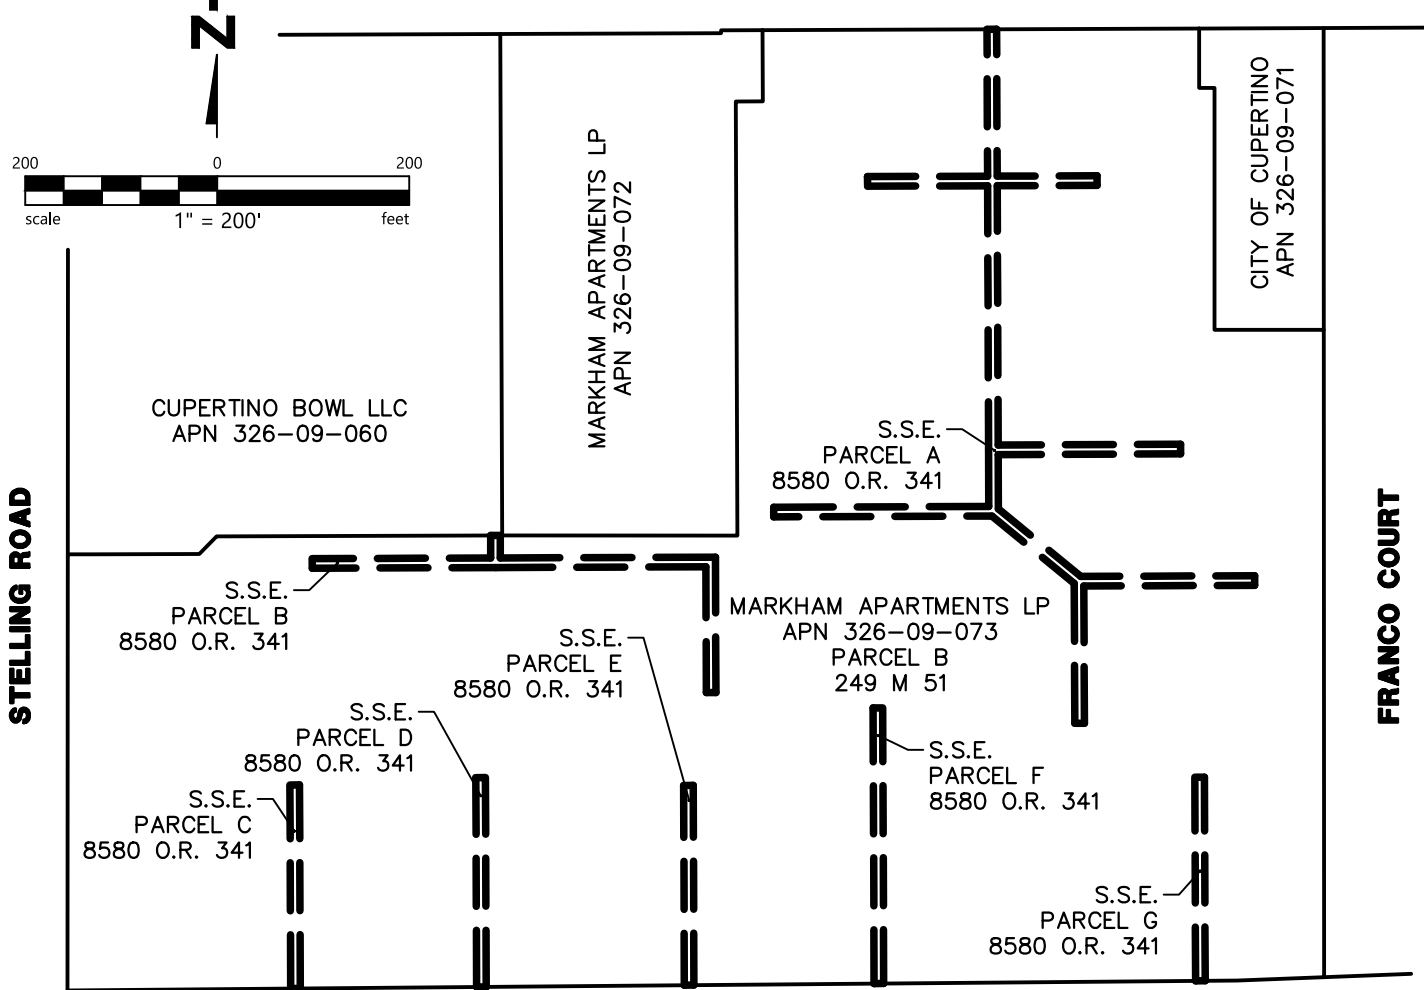 Z
200 0 200
scale 1" = 200' feet
MARKHAM APARTMENTS LP
APN 326-09-072
CITY OF CUPERTINO
APN 326-09-071
CUPERTINO BOWL LLC
APN 326-09-060
S.S.E.
PARCEL A
8580 O.R. 341
STELLING ROAD
FRANCO COURT
S.S.E.
PARCEL B
8580 O.R. 341
MARKHAM APARTMENTS LP
APN 326-09-073
PARCEL B
249 M 51
S.S.E.
PARCEL E
8580 O.R. 341
S.S.E.
PARCEL D
8580 O.R. 341
S.S.E.
PARCEL C
8580 O.R. 341
S.S.E.
PARCEL F
8580 O.R. 341
S.S.E.
PARCEL G
8580 O.R. 341